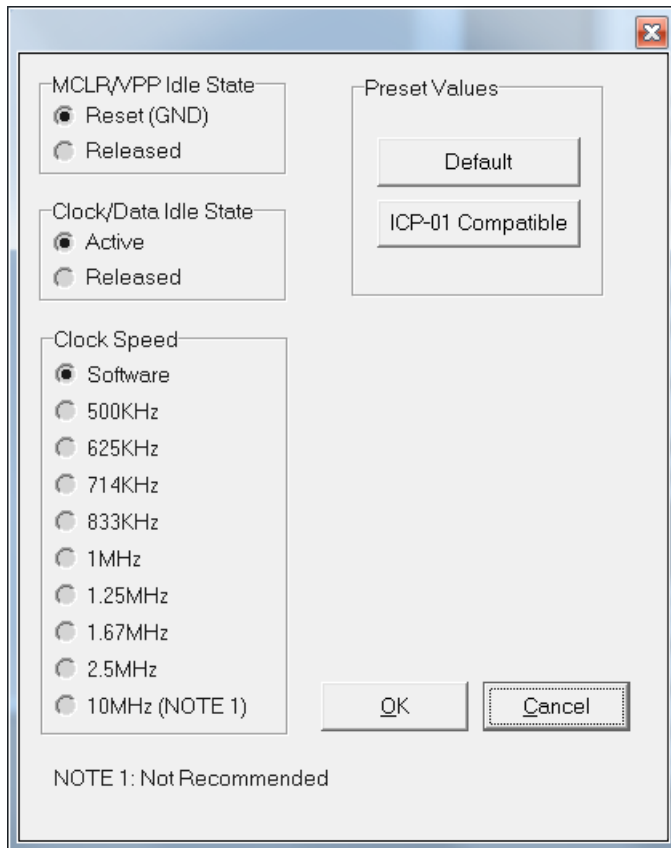 MCLR/VPP Idle State
Reset (GND)
Released
Clock/Data Idle State
Active
Released
Clock Speed
Software
500KHz
625KHz
714KHz
833KHz
1MHz
1.25MHz
1.67MHz
2.5MHz
10MHz (NOTE 1)
Preset Values
Default
ICP-01 Compatible
OK
Cancel
NOTE 1: Not Recommended